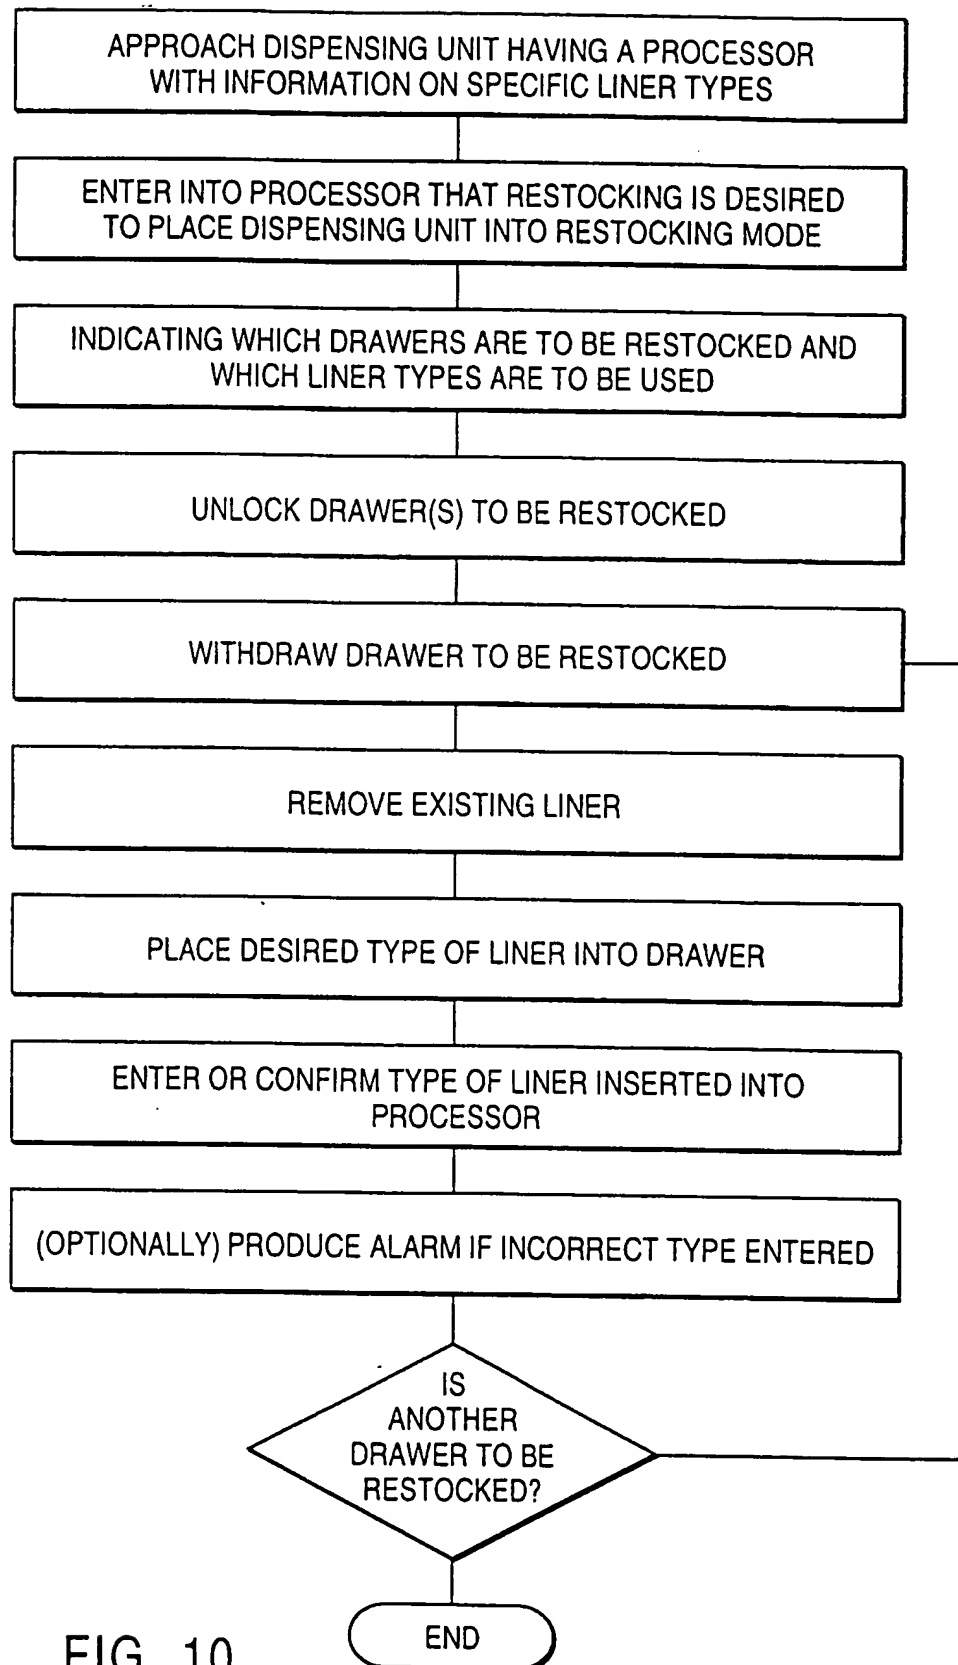 APPROACH DISPENSING UNIT HAVING A PROCESSOR
WITH INFORMATION ON SPECIFIC LINER TYPES
ENTER INTO PROCESSOR THAT RESTOCKING IS DESIRED
TO PLACE DISPENSING UNIT INTO RESTOCKING MODE
INDICATING WHICH DRAWERS ARE TO BE RESTOCKED AND
WHICH LINER TYPES ARE TO BE USED
UNLOCK DRAWER(S) TO BE RESTOCKED
WITHDRAW DRAWER TO BE RESTOCKED
REMOVE EXISTING LINER
PLACE DESIRED TYPE OF LINER INTO DRAWER
ENTER OR CONFIRM TYPE OF LINER INSERTED INTO
PROCESSOR
(OPTIONALLY) PRODUCE ALARM IF INCORRECT TYPE ENTERED
IS
ANOTHER
DRAWER TO BE
RESTOCKED?
END
FIG. 10